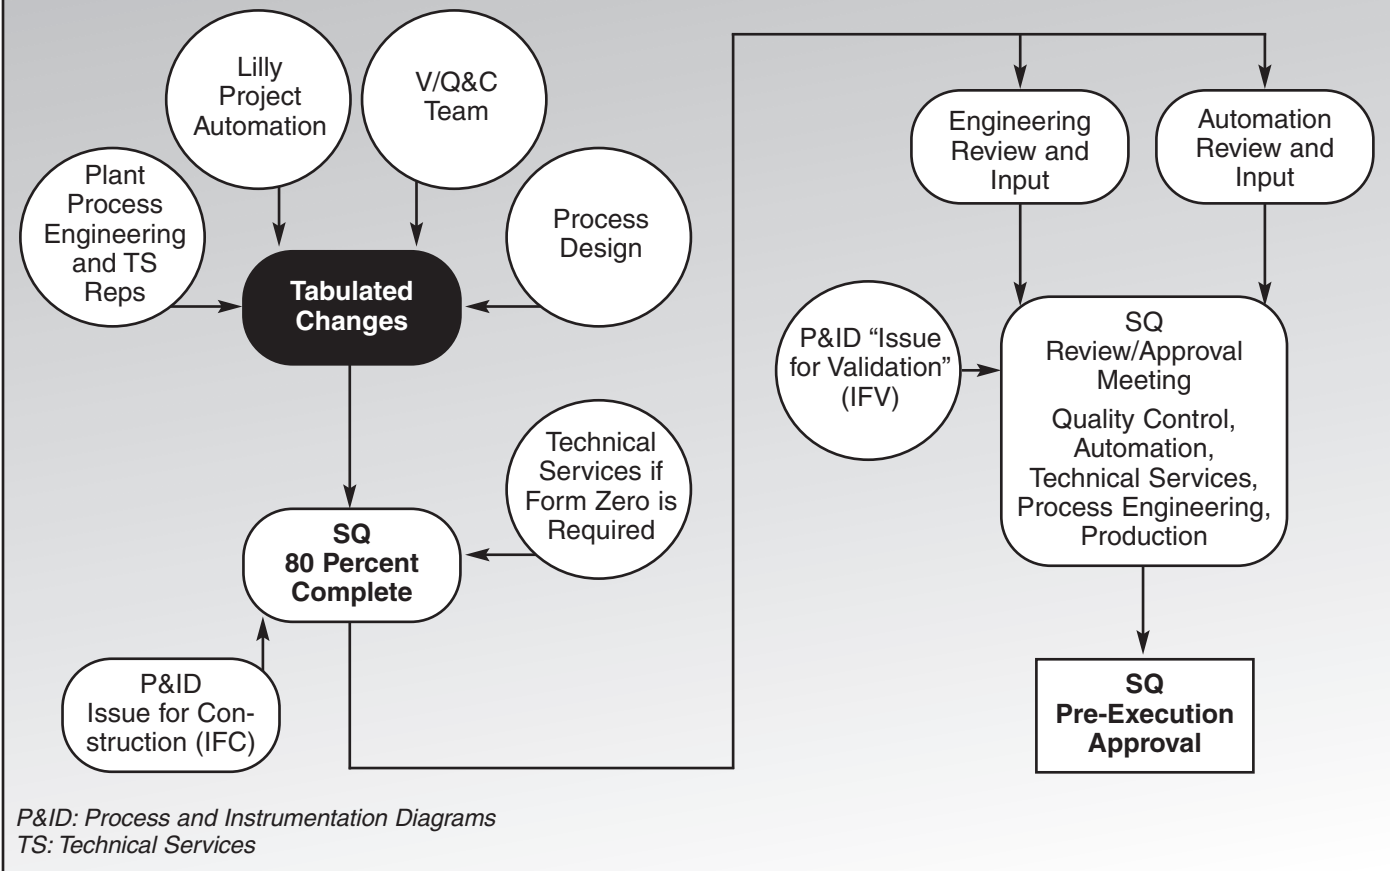 Lilly
Project
Automation
V/Q&C
Team
Plant
Process
Engineering
and TS
Reps
Process
Design
Tabulated
Changes
Technical
Services if
Form Zero is
Required
SQ
80 Percent
Complete
P&ID
Issue for Con-
struction (IFC)
Engineering
Review and
Input
Automation
Review and
Input
P&ID “Issue
for Validation”
(IFV)
SQ
Review/Approval
Meeting
Quality Control,
Automation,
Technical Services,
Process Engineering,
Production
SQ
Pre-Execution
Approval
P&ID: Process and Instrumentation Diagrams
TS: Technical Services